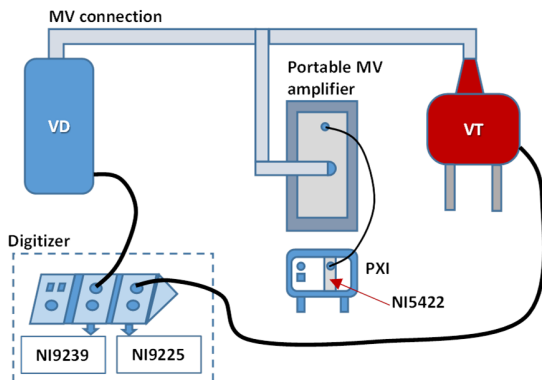 MV connection
Portable MV
amplifier
VD
VT
Digitizer
PXI
NI5422
NI9239
NI9225